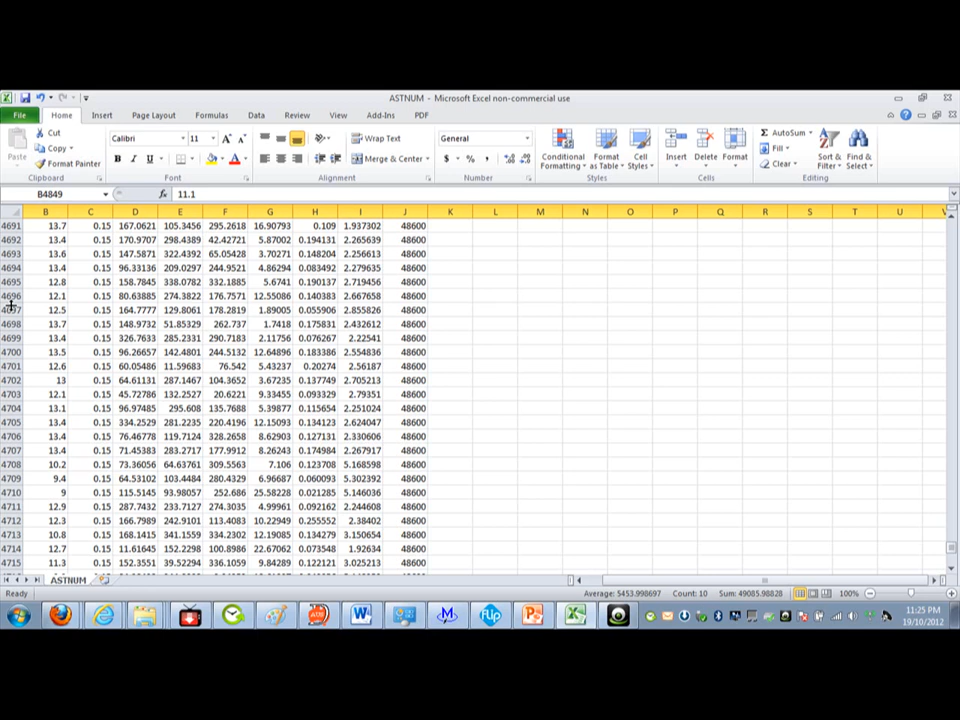 ASTNUM - Microsoft Excel non-commercial use
File Home Insert Page Layout Formulas Data Review View Add-Ins PDF
Cut
Copy
Format Painter
Paste
Clipboard
Calibri 11
B I U
Font
Wrap Text
Merge & Center
Alignment
General
$ % ,
Number
Conditional Formatting
Format as Table
Cell Styles
Styles
Insert Delete Format
Cells
AutoSum
Fill
Clear
Sort & Filter
Find & Select
Editing
B4849 fx 11.1
B C D E F G H I J K L M N O P Q R S T U
4691 13.7 0.15 167.0621 105.3456 295.2618 16.90793 0.109 1.937302 48600
4692 13.4 0.15 170.9707 298.4389 42.42721 5.87002 0.194131 2.265639 48600
4693 13.6 0.15 147.5871 322.4392 65.05428 3.70271 0.148204 2.256613 48600
4694 13.4 0.15 96.33136 209.0297 244.9521 4.86294 0.083492 2.279635 48600
4695 12.8 0.15 158.7845 338.0782 332.1885 5.6741 0.190137 2.719456 48600
4696 12.1 0.15 80.63885 274.3822 176.7571 12.55086 0.140383 2.667658 48600
4697 12.5 0.15 164.7777 129.8061 178.2819 1.89005 0.055906 2.855826 48600
4698 13.7 0.15 148.9732 51.85329 262.737 1.7418 0.175831 2.432612 48600
4699 13.4 0.15 326.7633 285.2331 290.7183 2.11756 0.076267 2.22541 48600
4700 13.5 0.15 96.26657 142.4801 244.5132 12.64896 0.183386 2.554836 48600
4701 12.6 0.15 60.05486 11.59683 76.542 5.43237 0.20274 2.56187 48600
4702 13 0.15 64.61131 287.1467 104.3652 3.67235 0.137749 2.705213 48600
4703 12.1 0.15 45.72786 132.2527 20.6221 9.33455 0.093329 2.79351 48600
4704 13.1 0.15 96.97485 295.608 135.7688 5.39877 0.115654 2.251024 48600
4705 13.4 0.15 334.2529 281.2235 220.4196 12.15109 0.134123 2.624047 48600
4706 13.4 0.15 76.46778 119.7124 328.2658 8.62903 0.127131 2.330606 48600
4707 13.4 0.15 71.45383 283.2717 177.9912 8.26243 0.174984 2.267917 48600
4708 10.2 0.15 73.36056 64.63761 309.5563 7.106 0.123708 5.168598 48600
4709 9.4 0.15 64.53102 103.4484 280.4329 6.96687 0.060093 5.302392 48600
4710 9 0.15 115.5145 93.98057 252.686 25.58228 0.021285 5.146036 48600
4711 12.9 0.15 287.7432 233.7127 274.3035 4.99961 0.092162 2.244608 48600
4712 12.3 0.15 166.7989 242.9101 113.4083 10.22949 0.255552 2.38402 48600
4713 10.8 0.15 168.1415 341.1559 334.2302 12.19085 0.134279 3.150654 48600
4714 12.7 0.15 11.61645 152.2298 100.8986 22.67062 0.073548 1.92634 48600
4715 11.3 0.15 152.3551 39.52294 336.1059 9.84289 0.122121 3.025213 48600
ASTNUM
Ready Average: 5453.998697 Count: 10 Sum: 49085.98828 100%
11:25 PM
19/10/2012